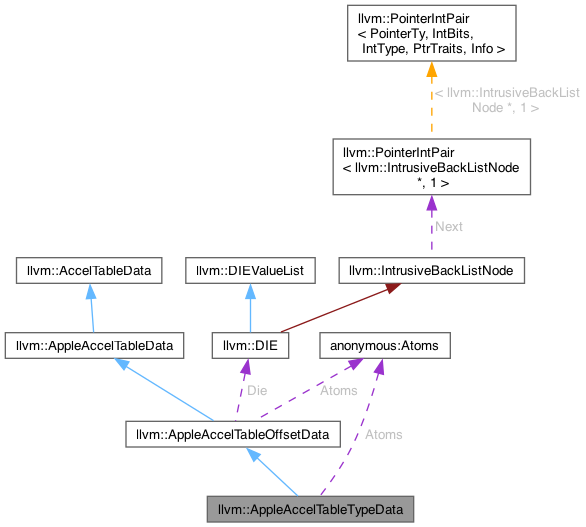 llvm::PointerIntPair
< PointerTy, IntBits,
IntType, PtrTraits, Info >
< llvm::IntrusiveBackList
Node *, 1 >
llvm::PointerIntPair
< llvm::IntrusiveBackListNode
*, 1 >
Next
llvm::AccelTableData
llvm::DIEValueList
llvm::IntrusiveBackListNode
llvm::AppleAccelTableData
llvm::DIE
anonymous:Atoms
Die
Atoms
llvm::AppleAccelTableOffsetData
Atoms
llvm::AppleAccelTableTypeData